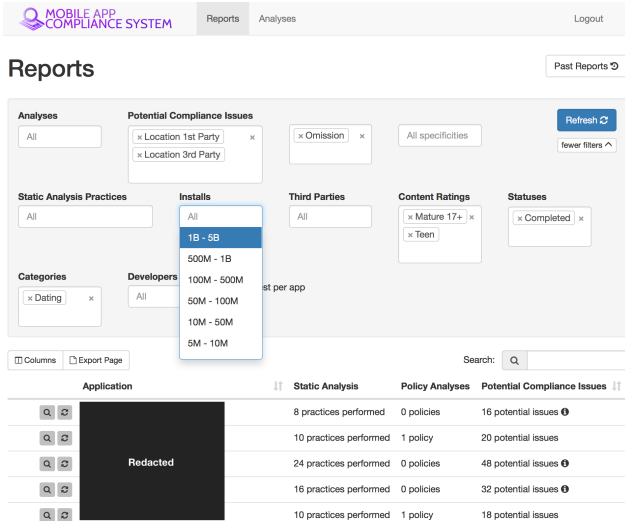 MOBILE APP
COMPLIANCE SYSTEM
Reports
Analyses
Logout
Reports
Past Reports
Analyses
Potential Compliance Issues
Refresh
All
× Location 1st Party
×
× Location 3rd Party
× Omission
×
All specificities
fewer filters
Static Analysis Practices
Installs
Third Parties
Content Ratings
Statuses
All
All
All
× Mature 17+
×
× Teen
× Completed
×
1B - 5B
500M - 1B
100M - 500M
50M - 100M
10M - 50M
5M - 10M
Categories
Developers
× Dating
×
All
st per app
Columns
Export Page
Search:
Application
Static Analysis
Policy Analyses
Potential Compliance Issues
8 practices performed
0 policies
16 potential issues
10 practices performed
1 policy
20 potential issues
Redacted
24 practices performed
0 policies
48 potential issues
16 practices performed
0 policies
32 potential issues
10 practices performed
1 policy
18 potential issues